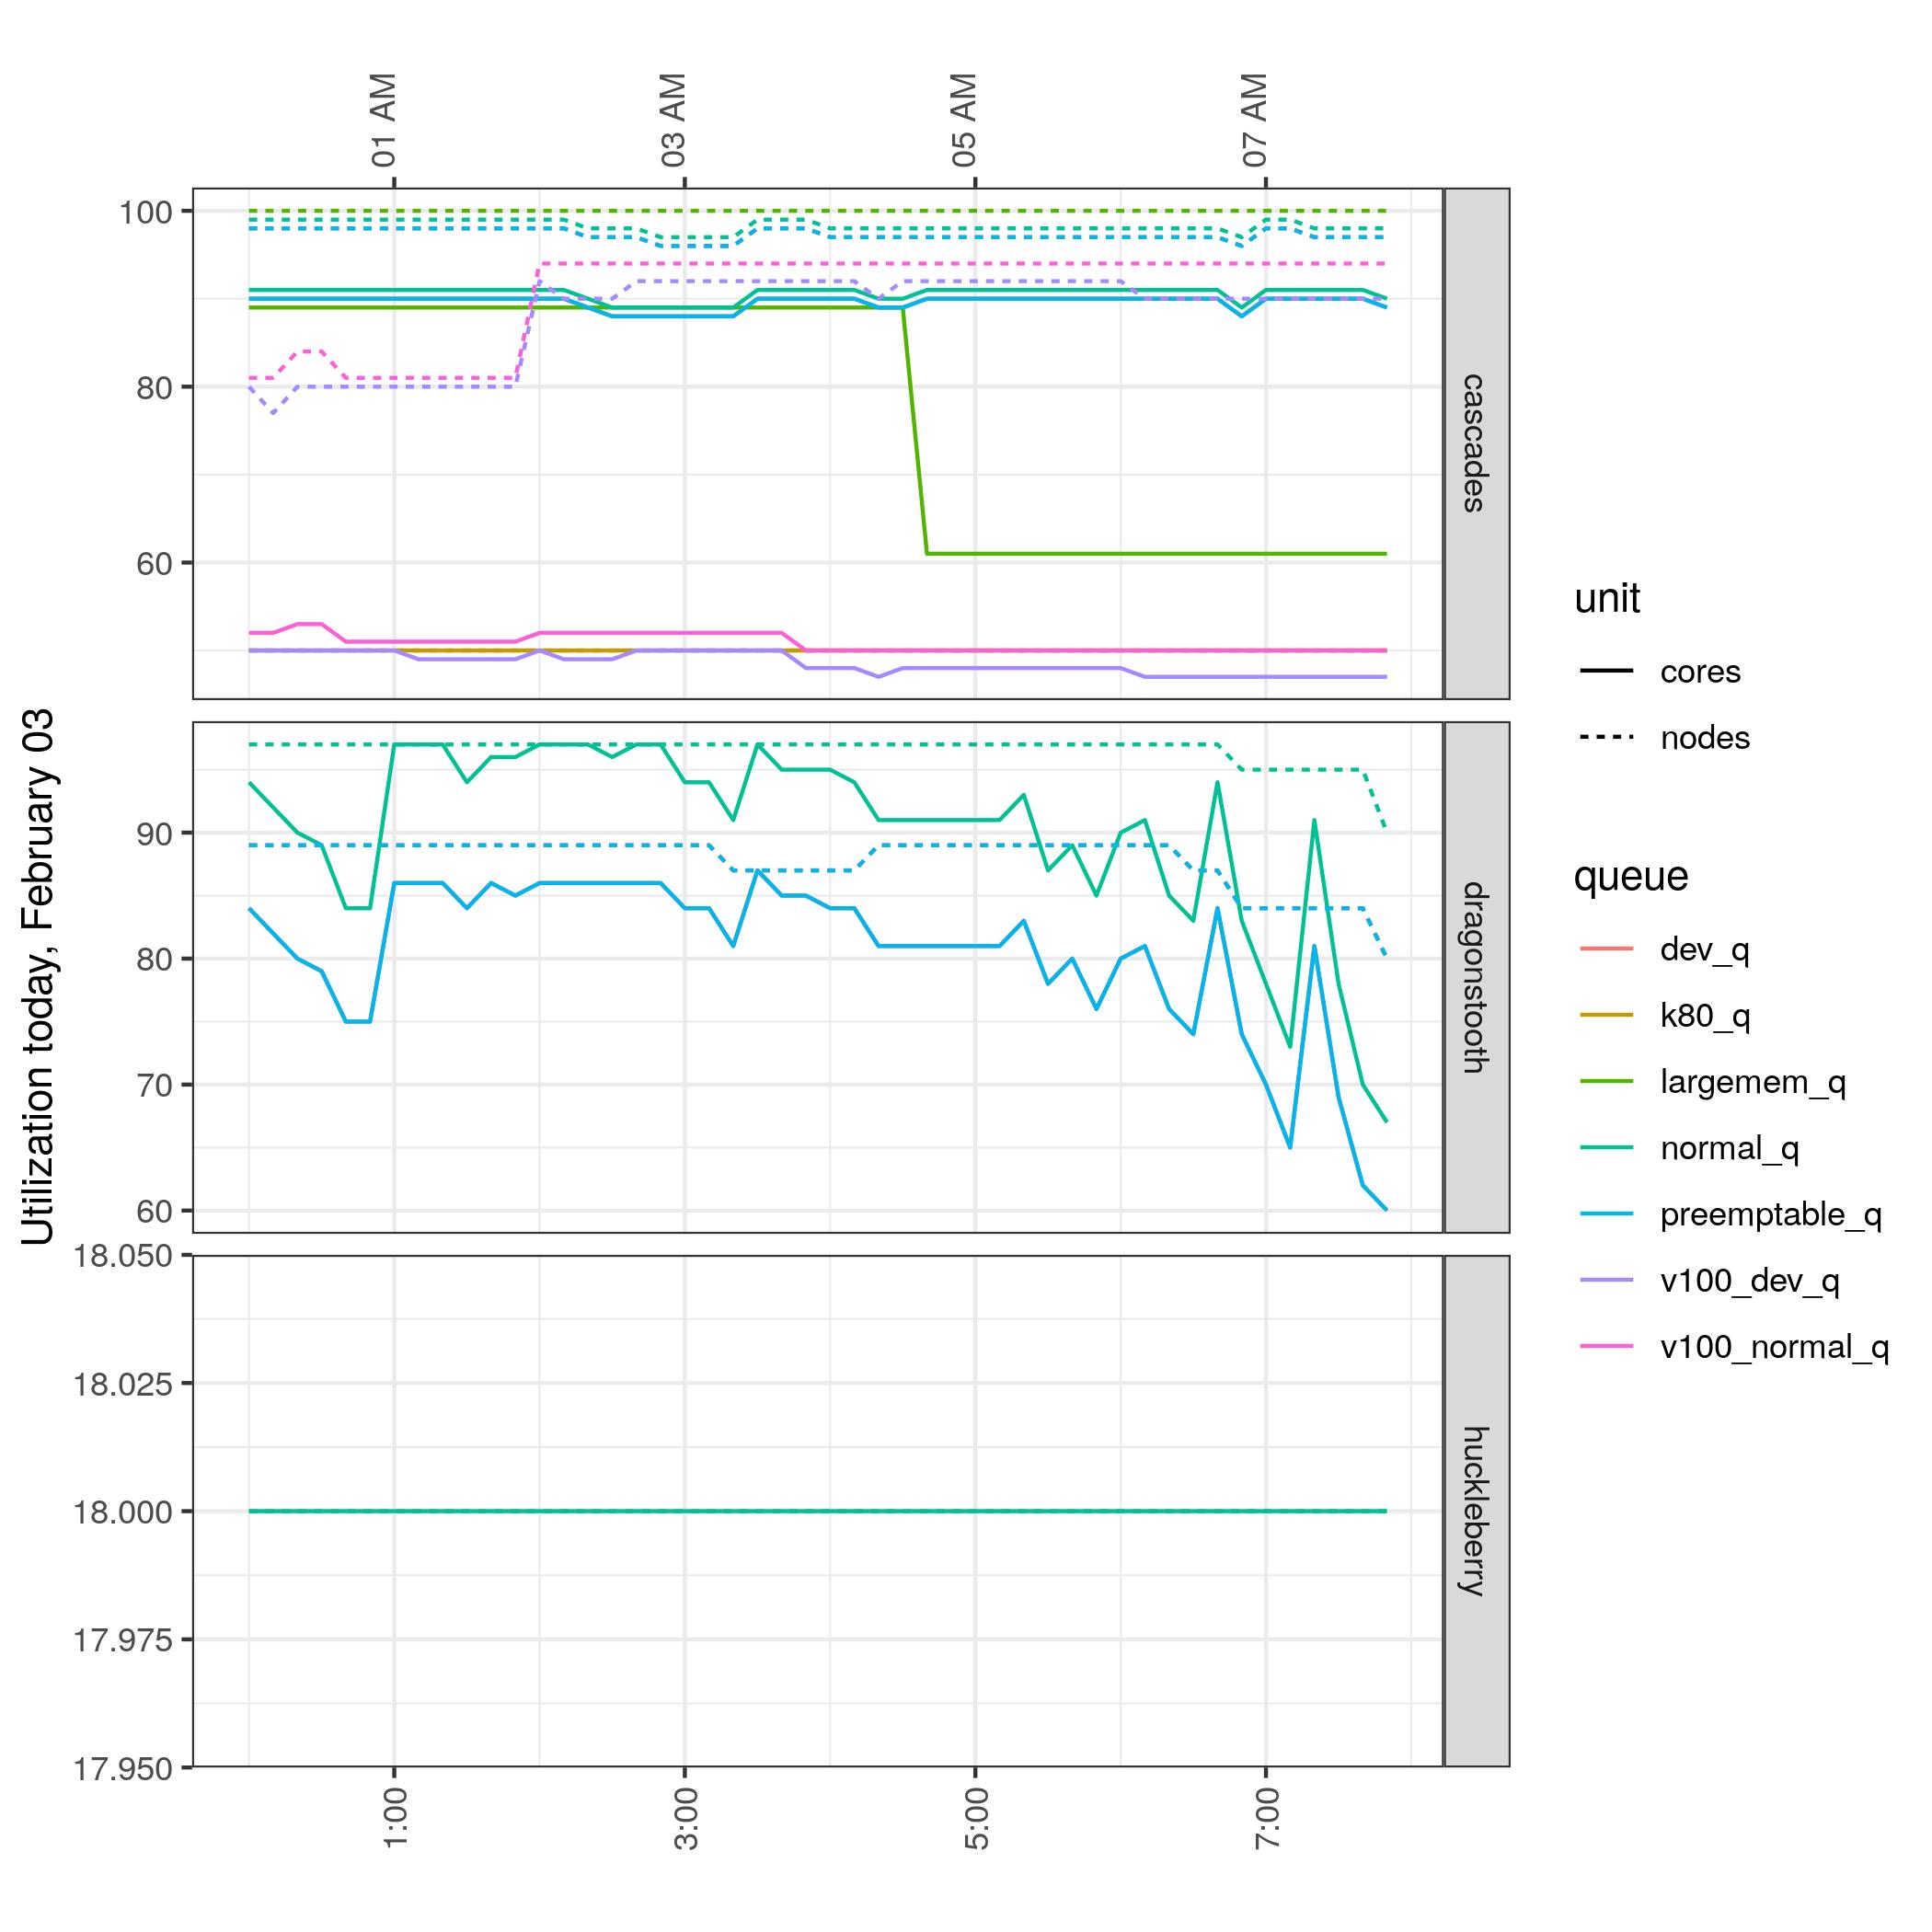 01 AM
03 AM
05 AM
07 AM
Utilization today, February 03
100
80
60
cascades
90
80
70
60
dragonstooth
18.050
18.025
18.000
17.975
17.950
huckleberry
1:00
3:00
5:00
7:00
unit
cores
nodes
queue
dev_q
k80_q
largemem_q
normal_q
preemptable_q
v100_dev_q
v100_normal_q